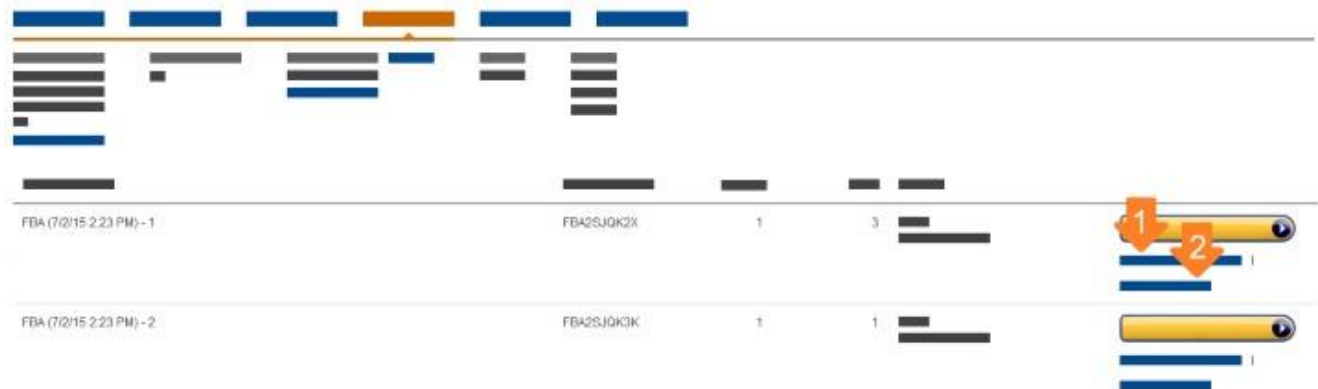 FBA (7/2/15 2:23 PM) - 1 FBA2SJQK2X 1 3
1
2
FBA (7/2/15 2:23 PM) - 2 FBA2SJQK3K 1 1